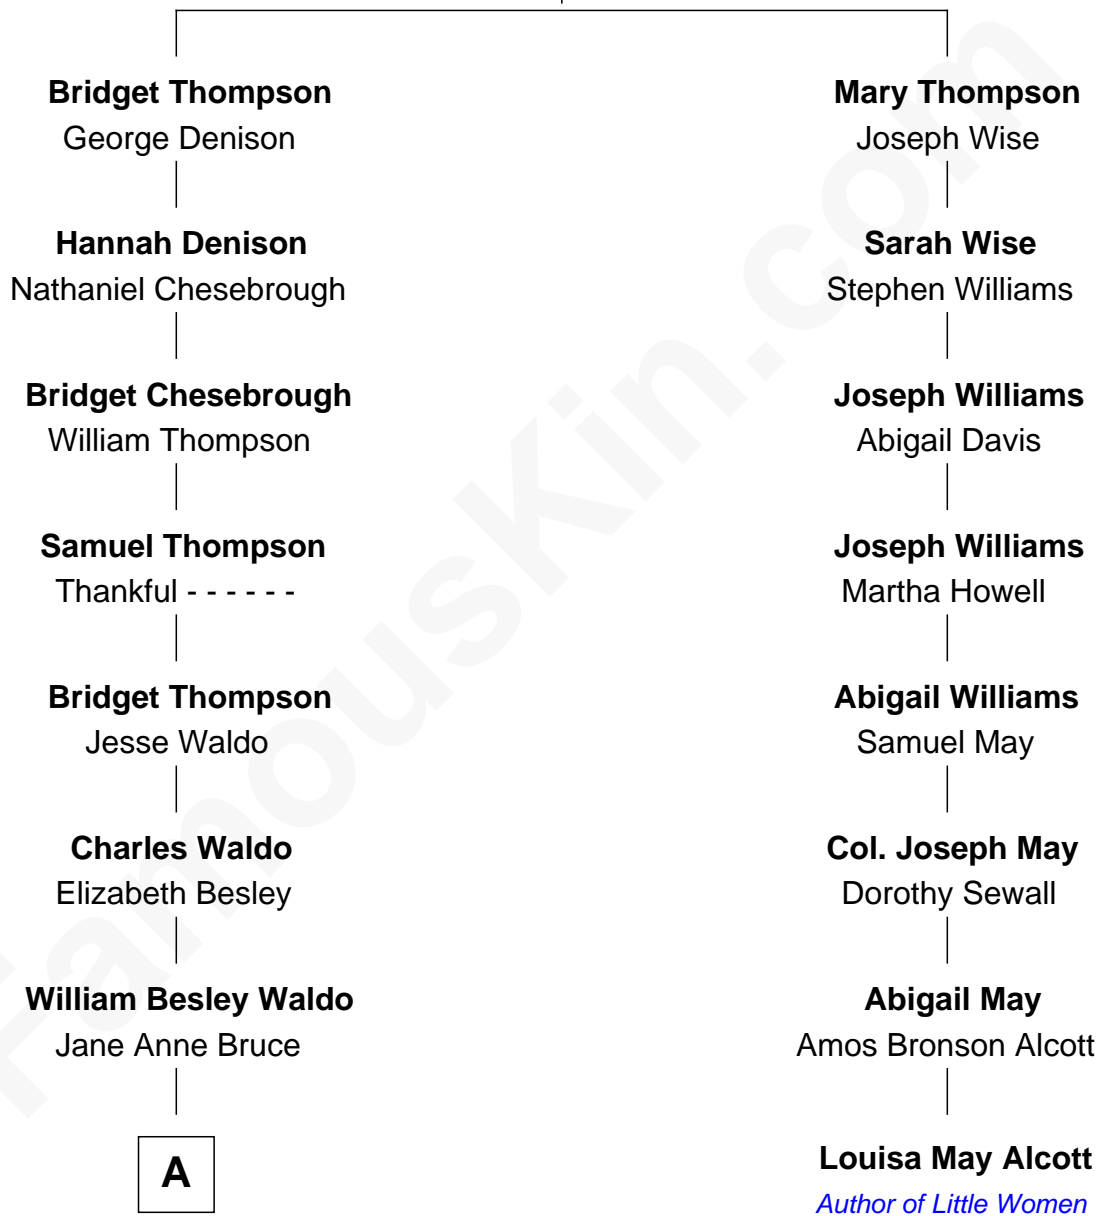 Bridget Thompson
George Denison
Hannah Denison
Nathaniel Chesebrough
Bridget Chesebrough
William Thompson
Samuel Thompson
Thankful - - - - - -
Bridget Thompson
Jesse Waldo
Charles Waldo
Elizabeth Besley
William Besley Waldo
Jane Anne Bruce
A
Mary Thompson
Joseph Wise
Sarah Wise
Stephen Williams
Joseph Williams
Abigail Davis
Joseph Williams
Martha Howell
Abigail Williams
Samuel May
Col. Joseph May
Dorothy Sewall
Abigail May
Amos Bronson Alcott
Louisa May Alcott
Author of Little Women
FamousKin.com